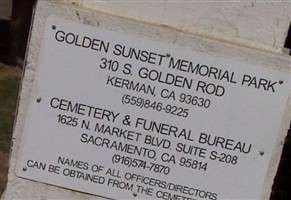 GOLDEN SUNSET MEMORIAL PARK
310 S. GOLDEN ROD
KERMAN, CA 93630
(559)846-9225
CEMETERY & FUNERAL BUREAU
1625 N. MARKET BLVD. SUITE S-208
SACRAMENTO, CA 95814
(916)574-7870
NAMES OF ALL OFFICERS/DIRECTORS
CAN BE OBTAINED FROM THE CEMETERY